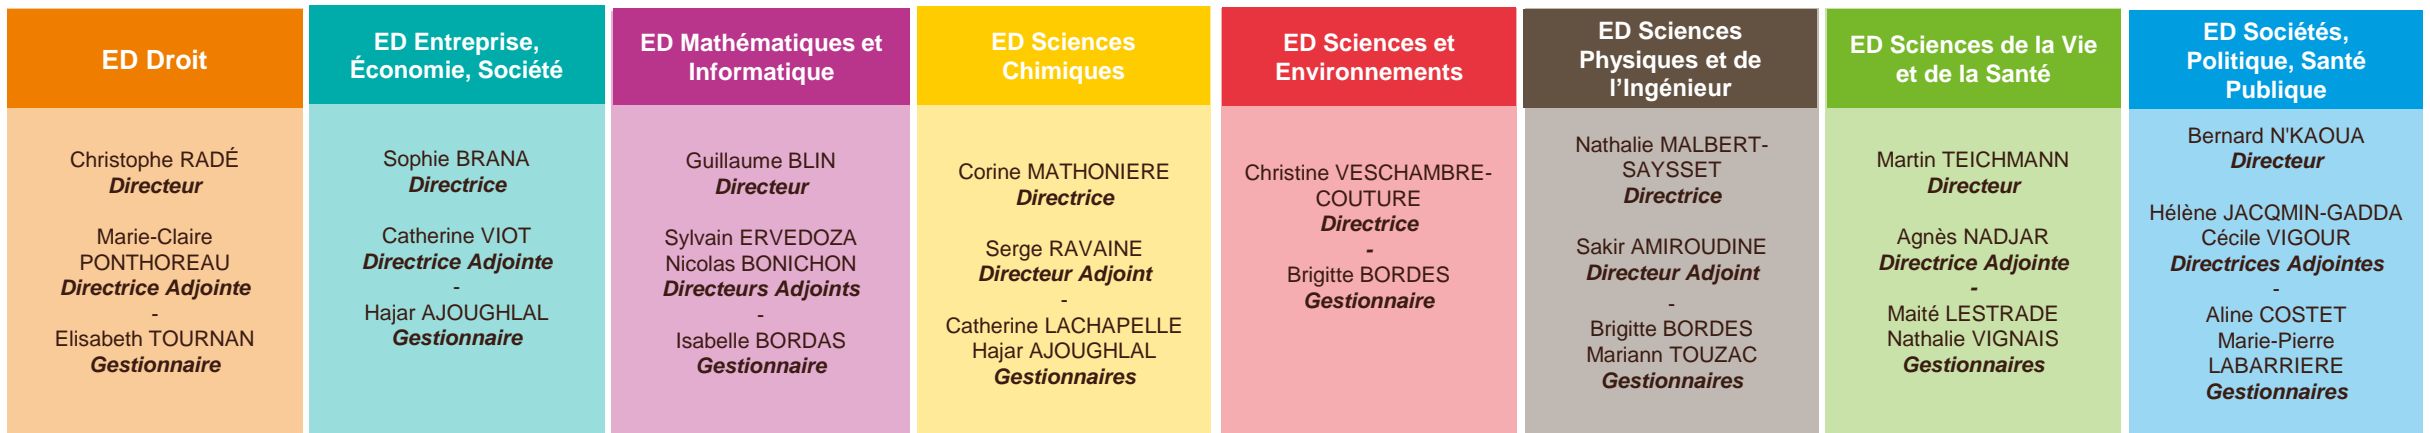 ED Droit
Christophe RADÉ
Directeur
Marie-Claire
PONTHOREAU
Directrice Adjointe
-
Elisabeth TOURNAN
Gestionnaire
ED Entreprise,
Économie, Société
Sophie BRANA
Directrice
Catherine VIOT
Directrice Adjointe
-
Hajar AJOUGHLAL
Gestionnaire
ED Mathématiques et
Informatique
Guillaume BLIN
Directeur
Sylvain ERVEDOZA
Nicolas BONICHON
Directeurs Adjoints
-
Isabelle BORDAS
Gestionnaire
ED Sciences
Chimiques
Corine MATHONIERE
Directrice
Serge RAVAINE
Directeur Adjoint
-
Catherine LACHAPELLE
Hajar AJOUGHLAL
Gestionnaires
ED Sciences et
Environnements
Christine VESCHAMBRE-
COUTURE
Directrice
-
Brigitte BORDES
Gestionnaire
ED Sciences
Physiques et de
l’Ingénieur
Nathalie MALBERT-
SAYSSET
Directrice
Sakir AMIROUDINE
Directeur Adjoint
-
Brigitte BORDES
Mariann TOUZAC
Gestionnaires
ED Sciences de la Vie
et de la Santé
Martin TEICHMANN
Directeur
Agnès NADJAR
Directrice Adjointe
-
Maité LESTRADE
Nathalie VIGNAIS
Gestionnaires
ED Sociétés,
Politique, Santé
Publique
Bernard N'KAOUA
Directeur
Hélène JACQMIN-GADDA
Cécile VIGOUR
Directrices Adjointes
-
Aline COSTET
Marie-Pierre
LABARRIERE
Gestionnaires